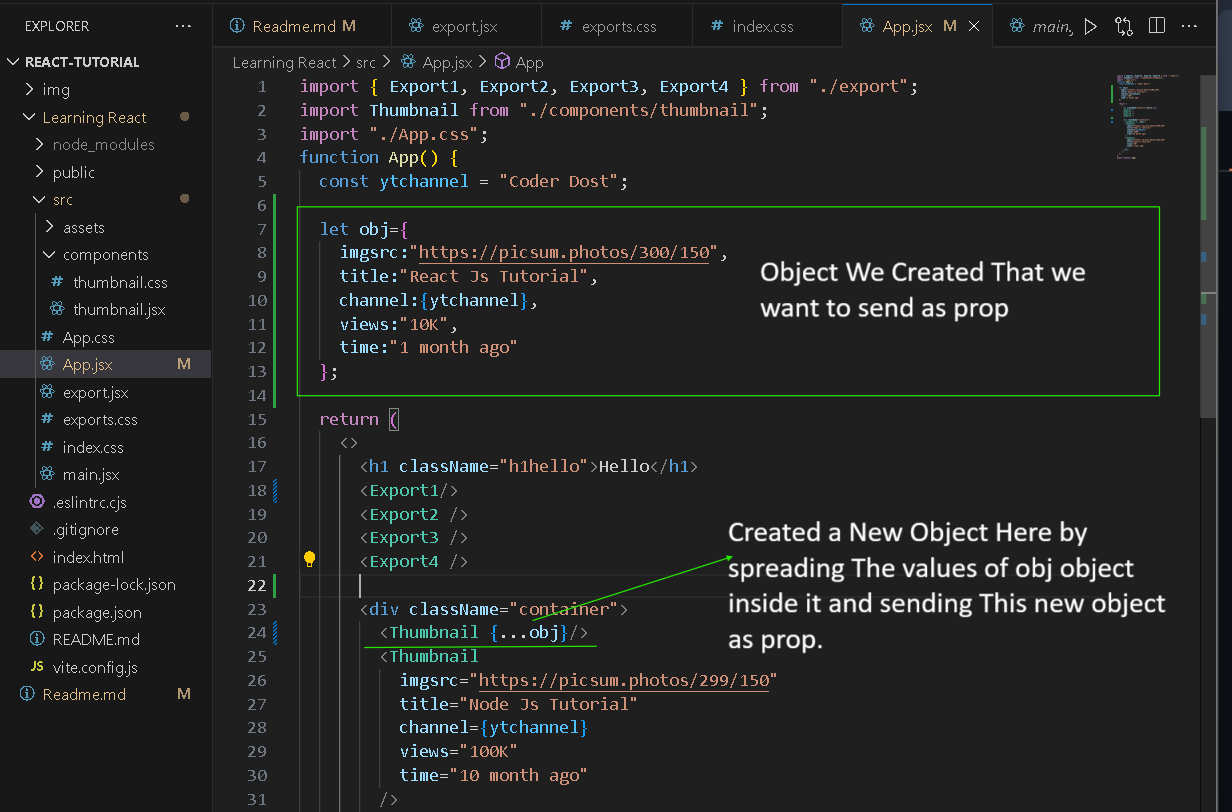 EXPLORER
REACT-TUTORIAL
img
Learning React
node_modules
public
src
assets
components
thumbnail.css
thumbnail.jsx
App.css
App.jsx M
export.jsx
exports.css
index.css
main.jsx
.eslintrc.cjs
.gitignore
index.html
package-lock.json
package.json
README.md
vite.config.js
Readme.md M
Readme.md M export.jsx exports.css index.css App.jsx M main,
Learning React > src > App.jsx > App
1 import { Export1, Export2, Export3, Export4 } from "./export";
2 import Thumbnail from "./components/thumbnail";
3 import "./App.css";
4 function App() {
5 const ytchannel = "Coder Dost";
6
7 let obj={
8 imgsrc:"https://picsum.photos/300/150",
9 title:"React Js Tutorial",
10 channel:{ytchannel},
11 views:"10K",
12 time:"1 month ago"
13 };
14
Object We Created That we
want to send as prop
15 return (
16 <>
17 <h1 className="h1hello">Hello</h1>
18 <Export1/>
19 <Export2 />
20 <Export3 />
21 <Export4 />
22
23 <div className="container">
24 <Thumbnail {...obj}/>
25 <Thumbnail
26 imgsrc="https://picsum.photos/299/150"
27 title="Node Js Tutorial"
28 channel={ytchannel}
29 views="100K"
30 time="10 month ago"
31 />
Created a New Object Here by
spreading The values of obj object
inside it and sending This new object
as prop.